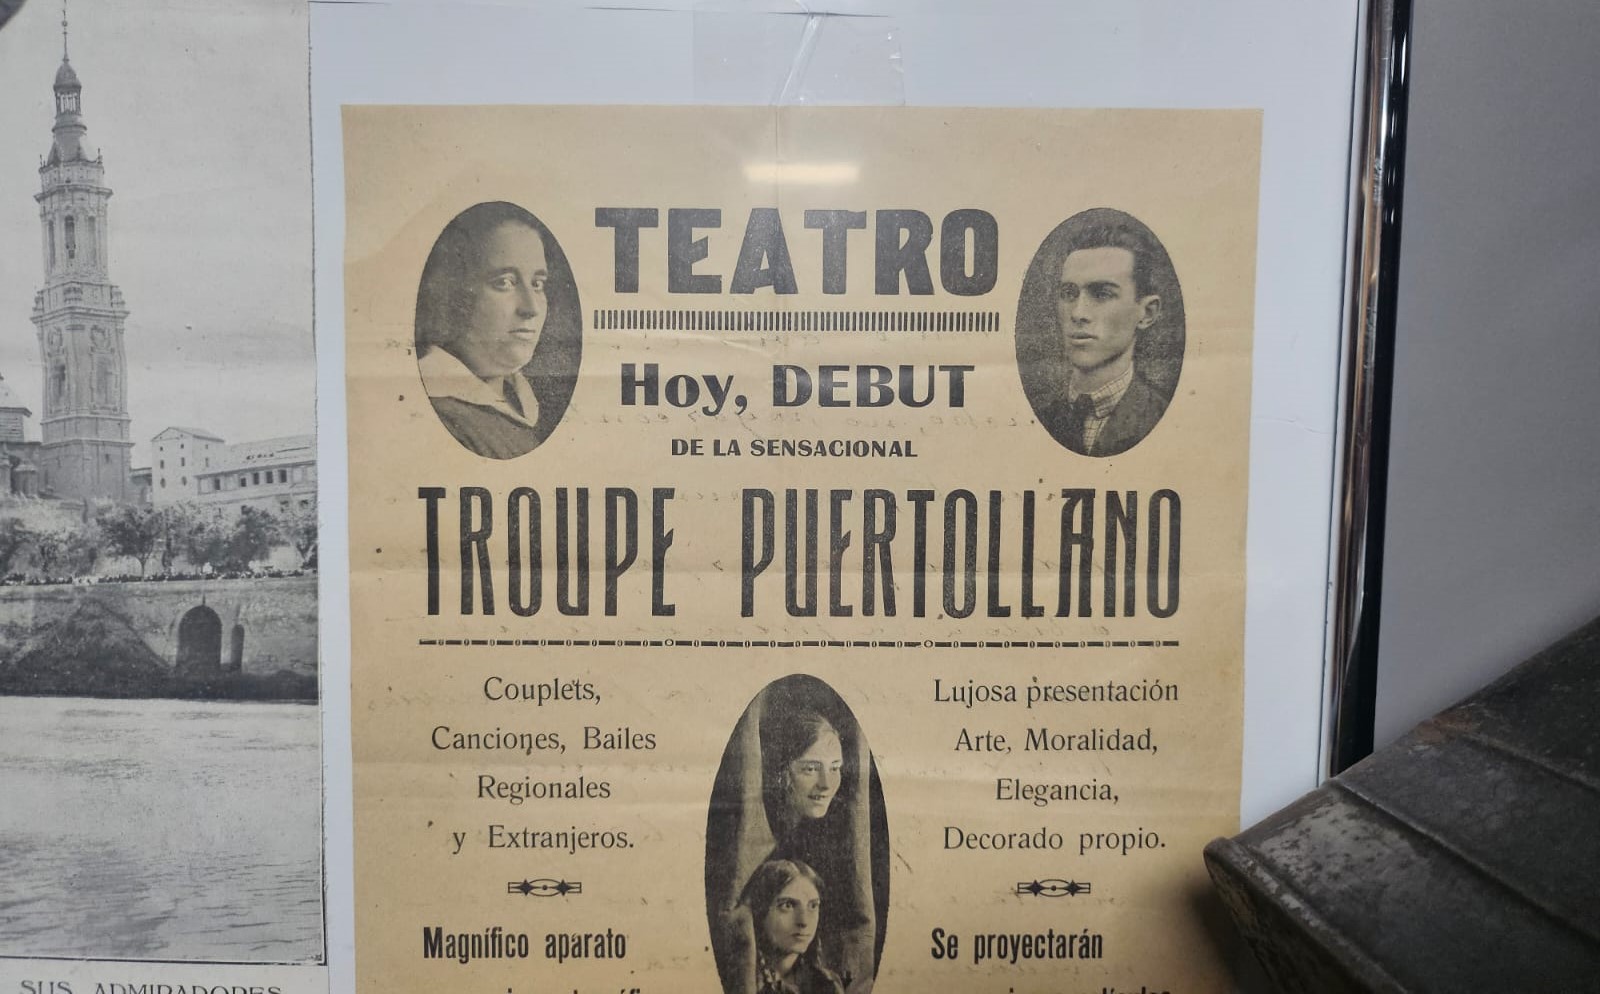 TEATRO
Hoy, DEBUT
DE LA SENSACIONAL
TROUPE PUERTOLLANO
Couplets,
Canciones, Bailes
Regionales
y Extranjeros.
Magnífico aparato
Lujosa presentación
Arte, Moralidad,
Elegancia,
Decorado propio.
Se proyectarán
SUS ADMIRADORES